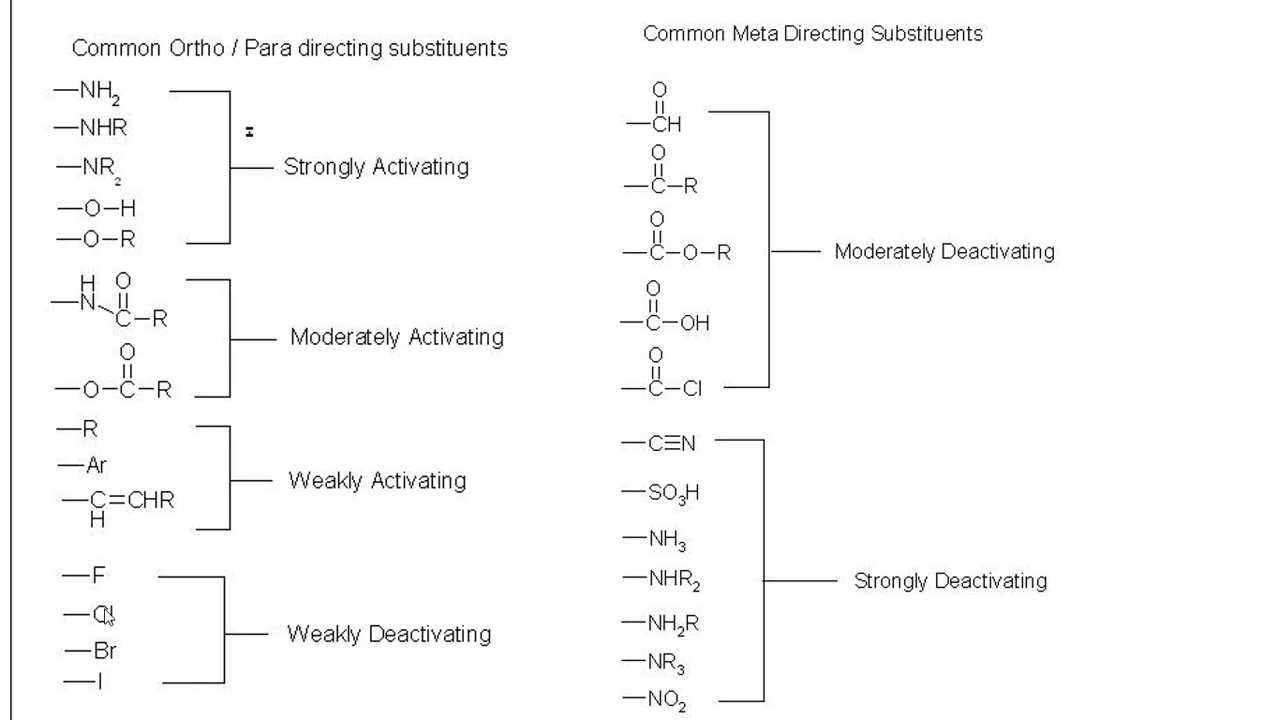 Common Ortho / Para directing substituents
—NH2
—NHR
—NR2
—O—H
—O—R
Strongly Activating
H O
—N C—R
Moderately Activating
O
—O—C—R
—R
—Ar
—C=CHR
H
Weakly Activating
—F
—Cl
—Br
—I
Weakly Deactivating
Common Meta Directing Substituents
O
—CH
O
—C—R
O
—C—O—R
O
—C—OH
O
—C—Cl
Moderately Deactivating
—C≡N
—SO3H
—NH3
—NHR2
—NH2R
—NR3
—NO2
Strongly Deactivating